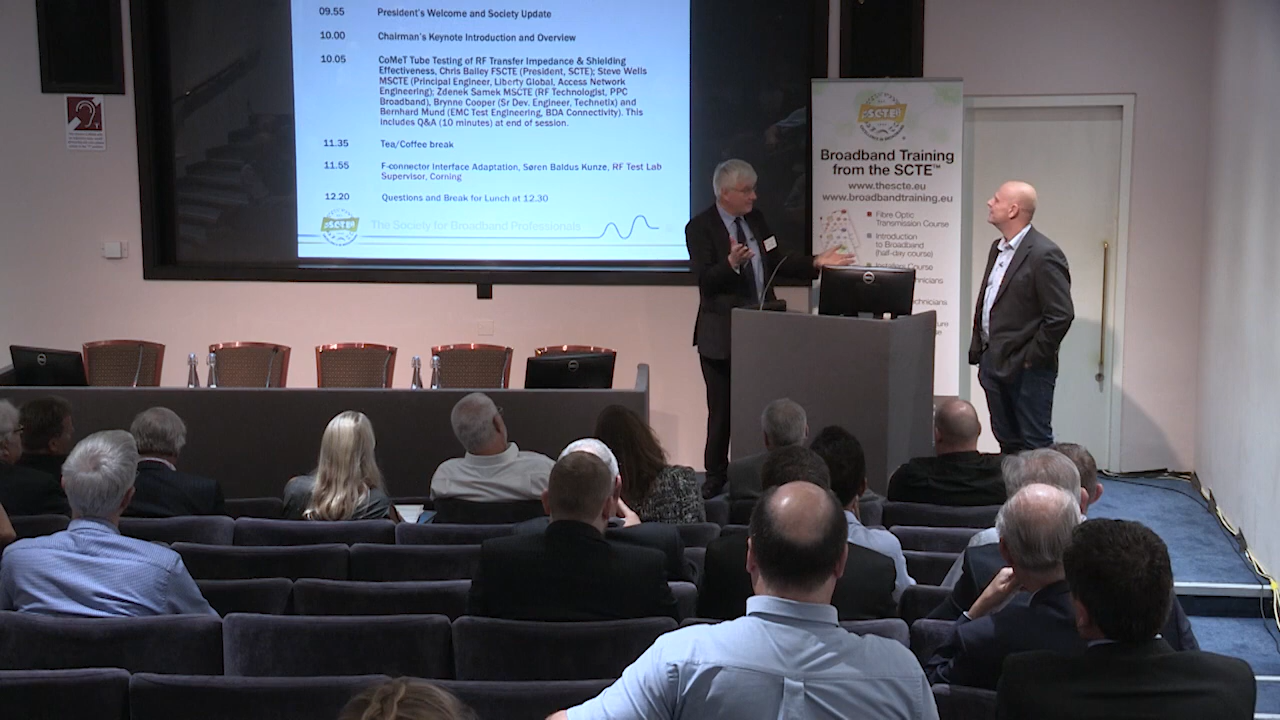 09.55 President's Welcome and Society Update
10.00 Chairman's Keynote Introduction and Overview
10.05 CoMeT Tube Testing of RF Transfer Impedance & Shielding
Effectiveness, Chris Bailey FSCTE (President, SCTE); Steve Wells
MSCTE (Principal Engineer, Liberty Global, Access Network
Engineering); Zdenek Samek MSCTE (RF Technologist, PPC
Broadband), Brynne Cooper (Sr Dev. Engineer, Technetix) and
Bernhard Mund (EMC Test Engineering, BDA Connectivity). This
includes Q&A (10 minutes) at end of session.
11.35 Tea/Coffee break
11.55 F-connector Interface Adaptation, Søren Baldus Kunze, RF Test Lab
Supervisor, Corning
12.20 Questions and Break for Lunch at 12.30
SCTE
The Society for Broadband Professionals
SCTE
Broadband Training
from the SCTE™
www.thescte.eu
www.broadbandtraining.eu
Fibre Optic
Transmission Course
Introduction
to Broadband
(half-day course)
Installers Course
DELL
DELL
DELL